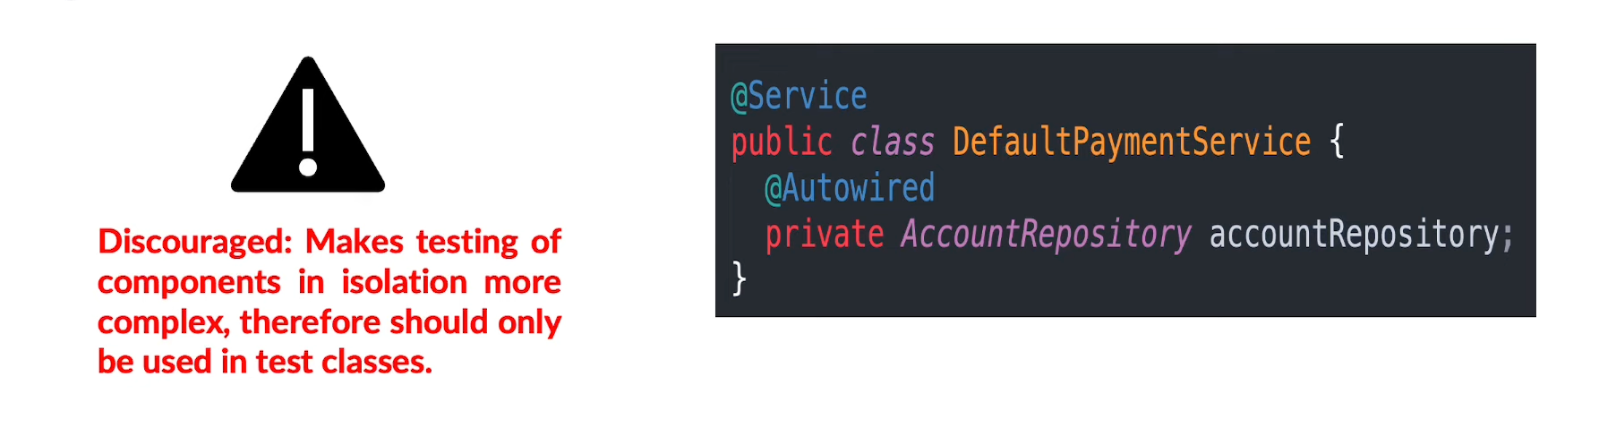 Discouraged: Makes testing of
components in isolation more
complex, therefore should only
be used in test classes.
@Service
public class DefaultPaymentService {
  @Autowired
  private AccountRepository accountRepository;
}